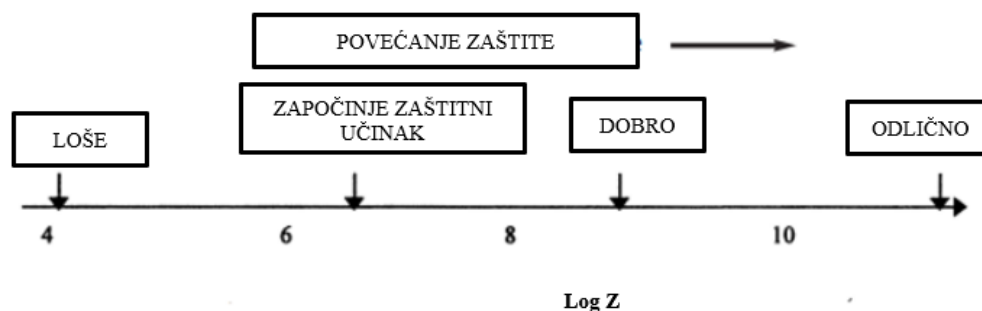 POVEĆANJE ZAŠTITE
ZAPOČINJE ZAŠTITNI
UČINAK
LOŠE
DOBRO
ODLIČNO
4 6 8 10
Log Z